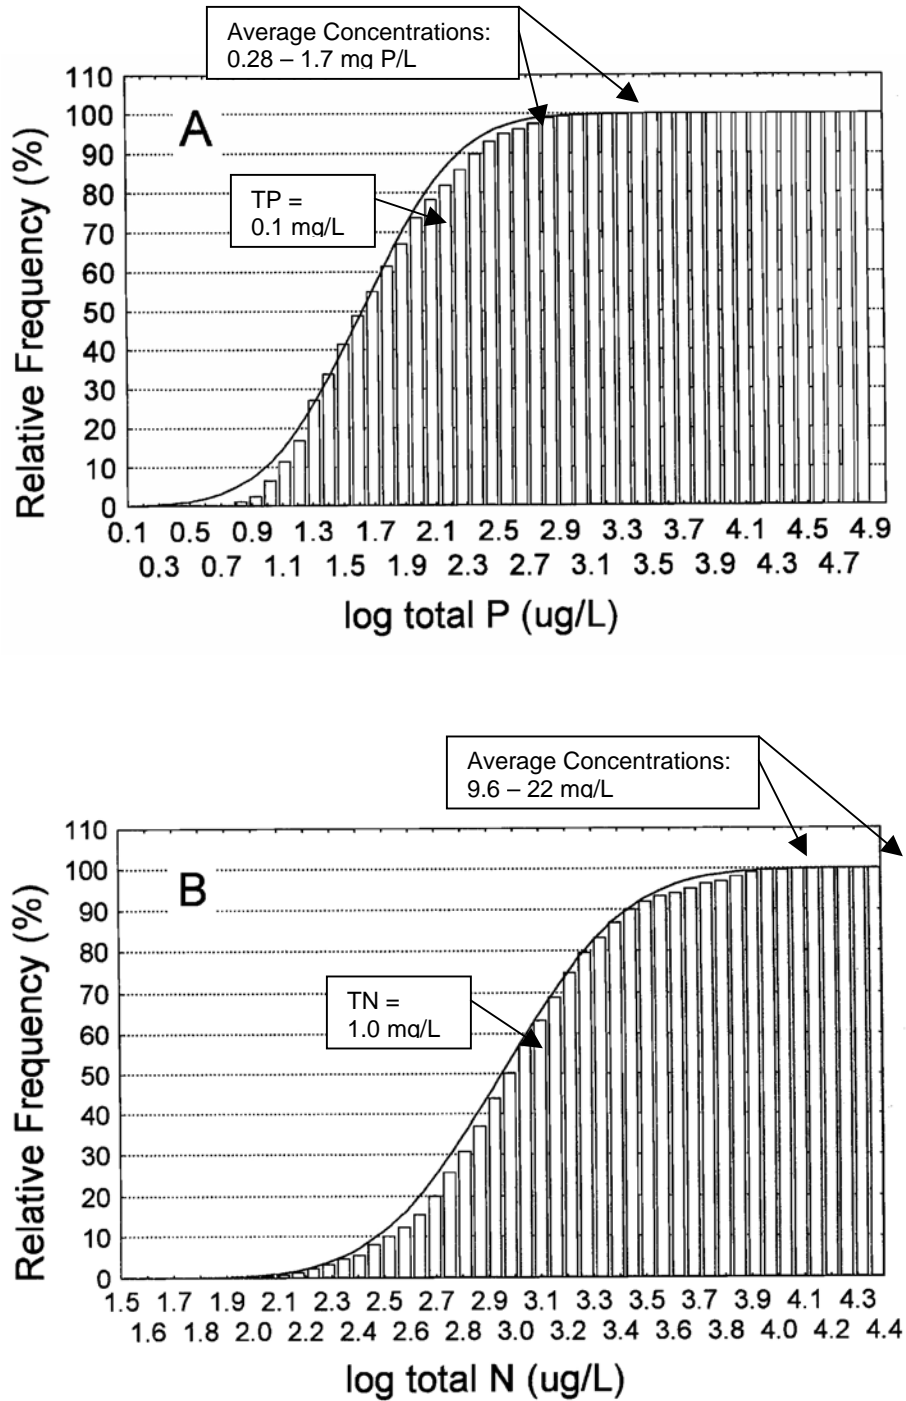 Average Concentrations:
0.28 – 1.7 mg P/L
110
100
90
80
70
60
50
40
30
20
10
0
Relative Frequency (%)
A
TP =
0.1 mg/L
0.1 0.5 0.9 1.3 1.7 2.1 2.5 2.9 3.3 3.7 4.1 4.5 4.9
0.3 0.7 1.1 1.5 1.9 2.3 2.7 3.1 3.5 3.9 4.3 4.7
log total P (ug/L)
Average Concentrations:
9.6 – 22 mg/L
110
100
90
80
70
60
50
40
30
20
10
0
Relative Frequency (%)
B
TN =
1.0 mg/L
1.5 1.7 1.9 2.1 2.3 2.5 2.7 2.9 3.1 3.3 3.5 3.7 3.9 4.1 4.3
1.6 1.8 2.0 2.2 2.4 2.6 2.8 3.0 3.2 3.4 3.6 3.8 4.0 4.2 4.4
log total N (ug/L)